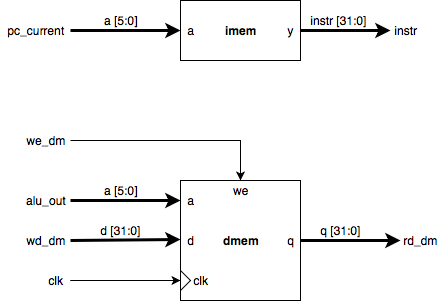 a [5:0]
instr [31:0]
pc_current
a
imem
y
instr
we_dm
we
a [5:0]
alu_out
a
d [31:0]
q [31:0]
wd_dm
d
dmem
q
rd_dm
clk
clk